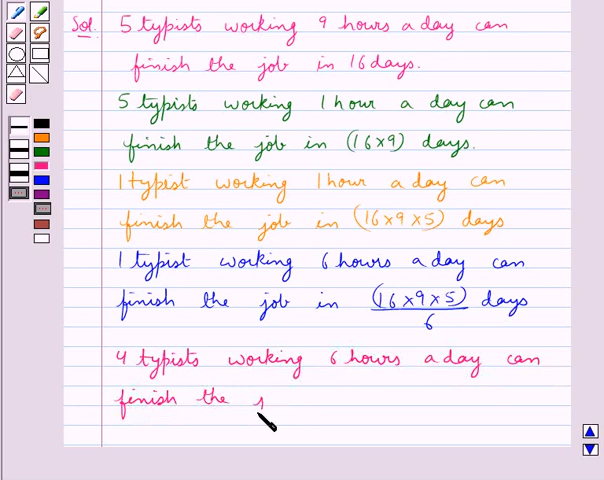 Sol. 5 typists working 9 hours a day can
finish the job in 16 days.
5 typists working 1 hour a day can
finish the job in (16×9) days.
1 typist working 1 hour a day can
finish the job in (16×9×5) days
1 typist working 6 hours a day can
finish the job in (16×9×5)/6 days
4 typists working 6 hours a day can
finish the